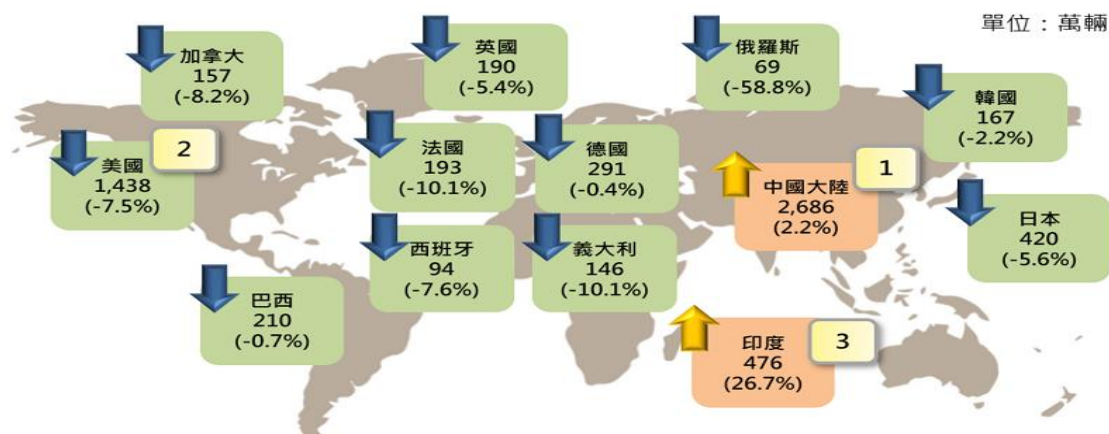 單位：萬輛
加拿大
157
(-8.2%)
英國
190
(-5.4%)
俄羅斯
69
(-58.8%)
韓國
167
(-2.2%)
2
美國
1,438
(-7.5%)
法國
193
(-10.1%)
德國
291
(-0.4%)
1
中國大陸
2,686
(2.2%)
日本
420
(-5.6%)
西班牙
94
(-7.6%)
義大利
146
(-10.1%)
巴西
210
(-0.7%)
3
印度
476
(26.7%)